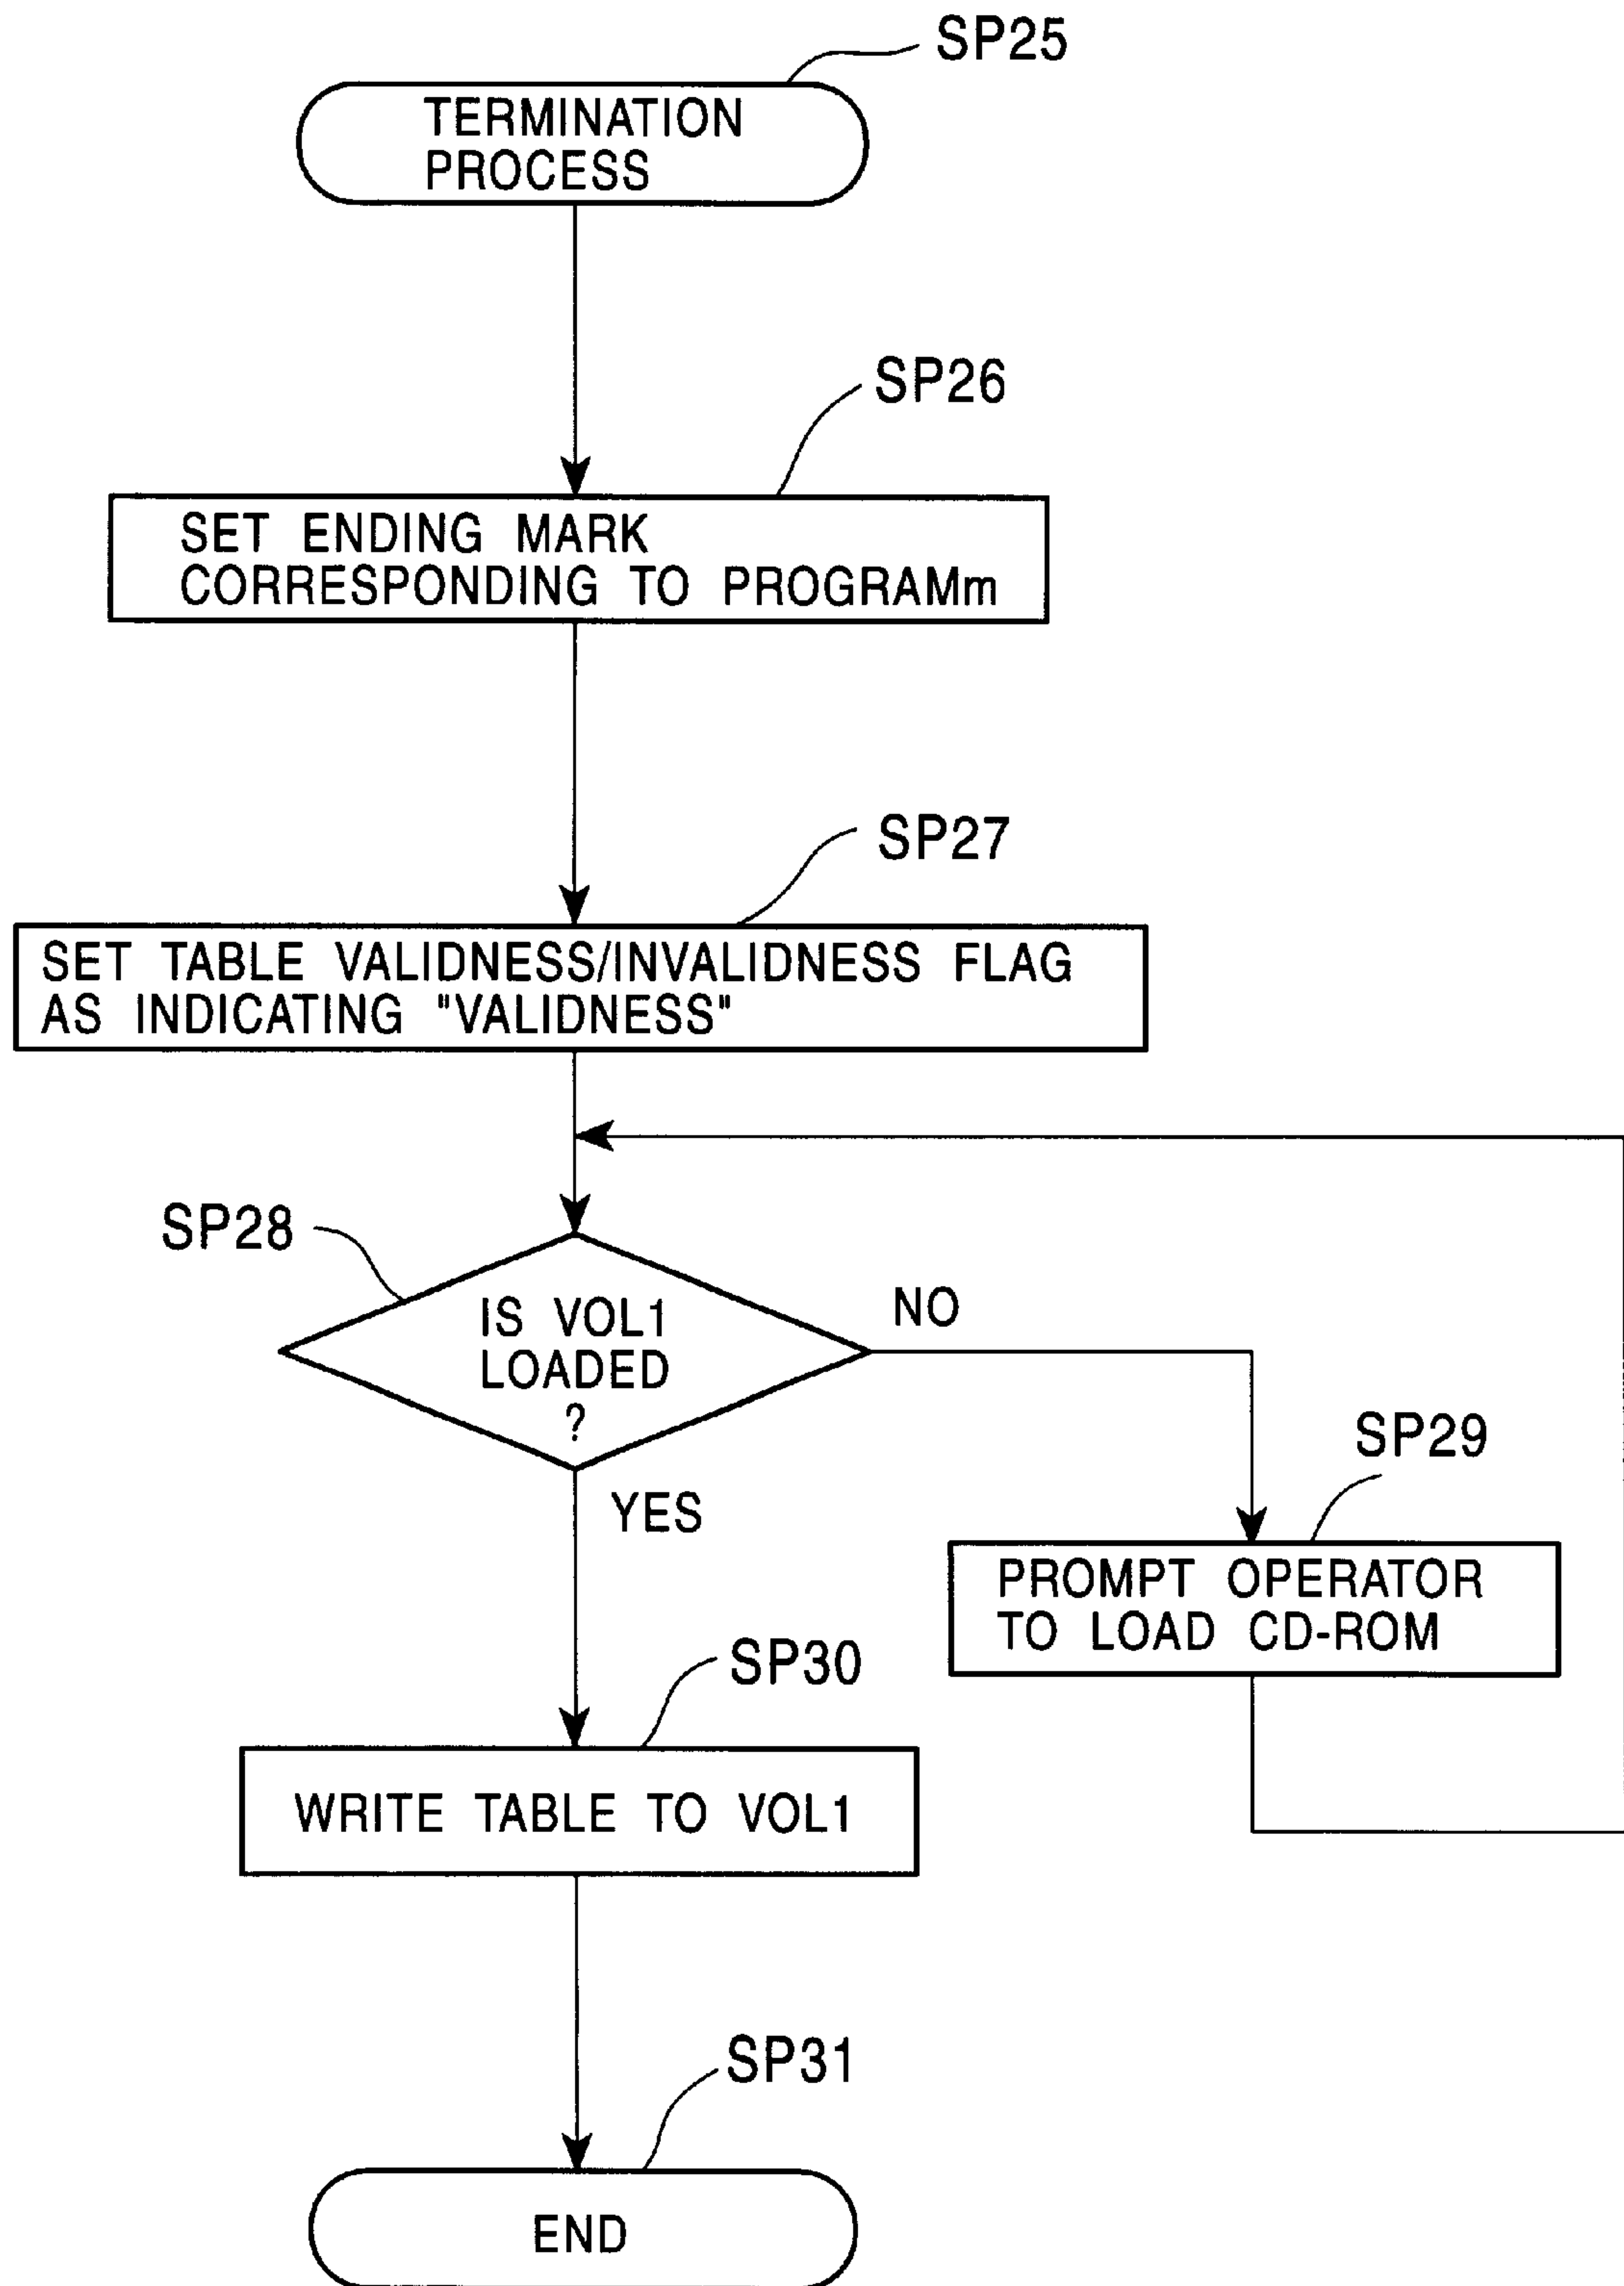 SP25
TERMINATION
PROCESS
SP26
SET ENDING MARK
CORRESPONDING TO PROGRAMm
SP27
SET TABLE VALIDNESS/INVALIDNESS FLAG
AS INDICATING "VALIDNESS"
SP28
IS VOL1
LOADED
?
NO
YES
SP29
PROMPT OPERATOR
TO LOAD CD-ROM
SP30
WRITE TABLE TO VOL1
SP31
END